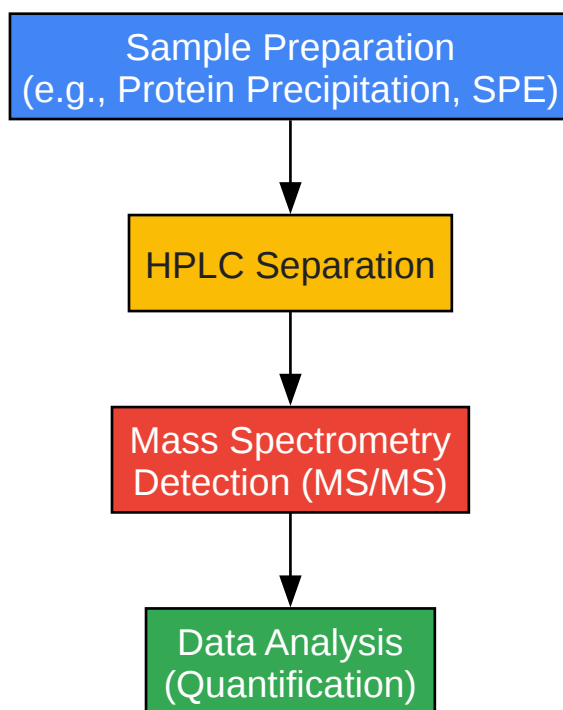 Sample Preparation
(e.g., Protein Precipitation, SPE)
HPLC Separation
Mass Spectrometry
Detection (MS/MS)
Data Analysis
(Quantification)